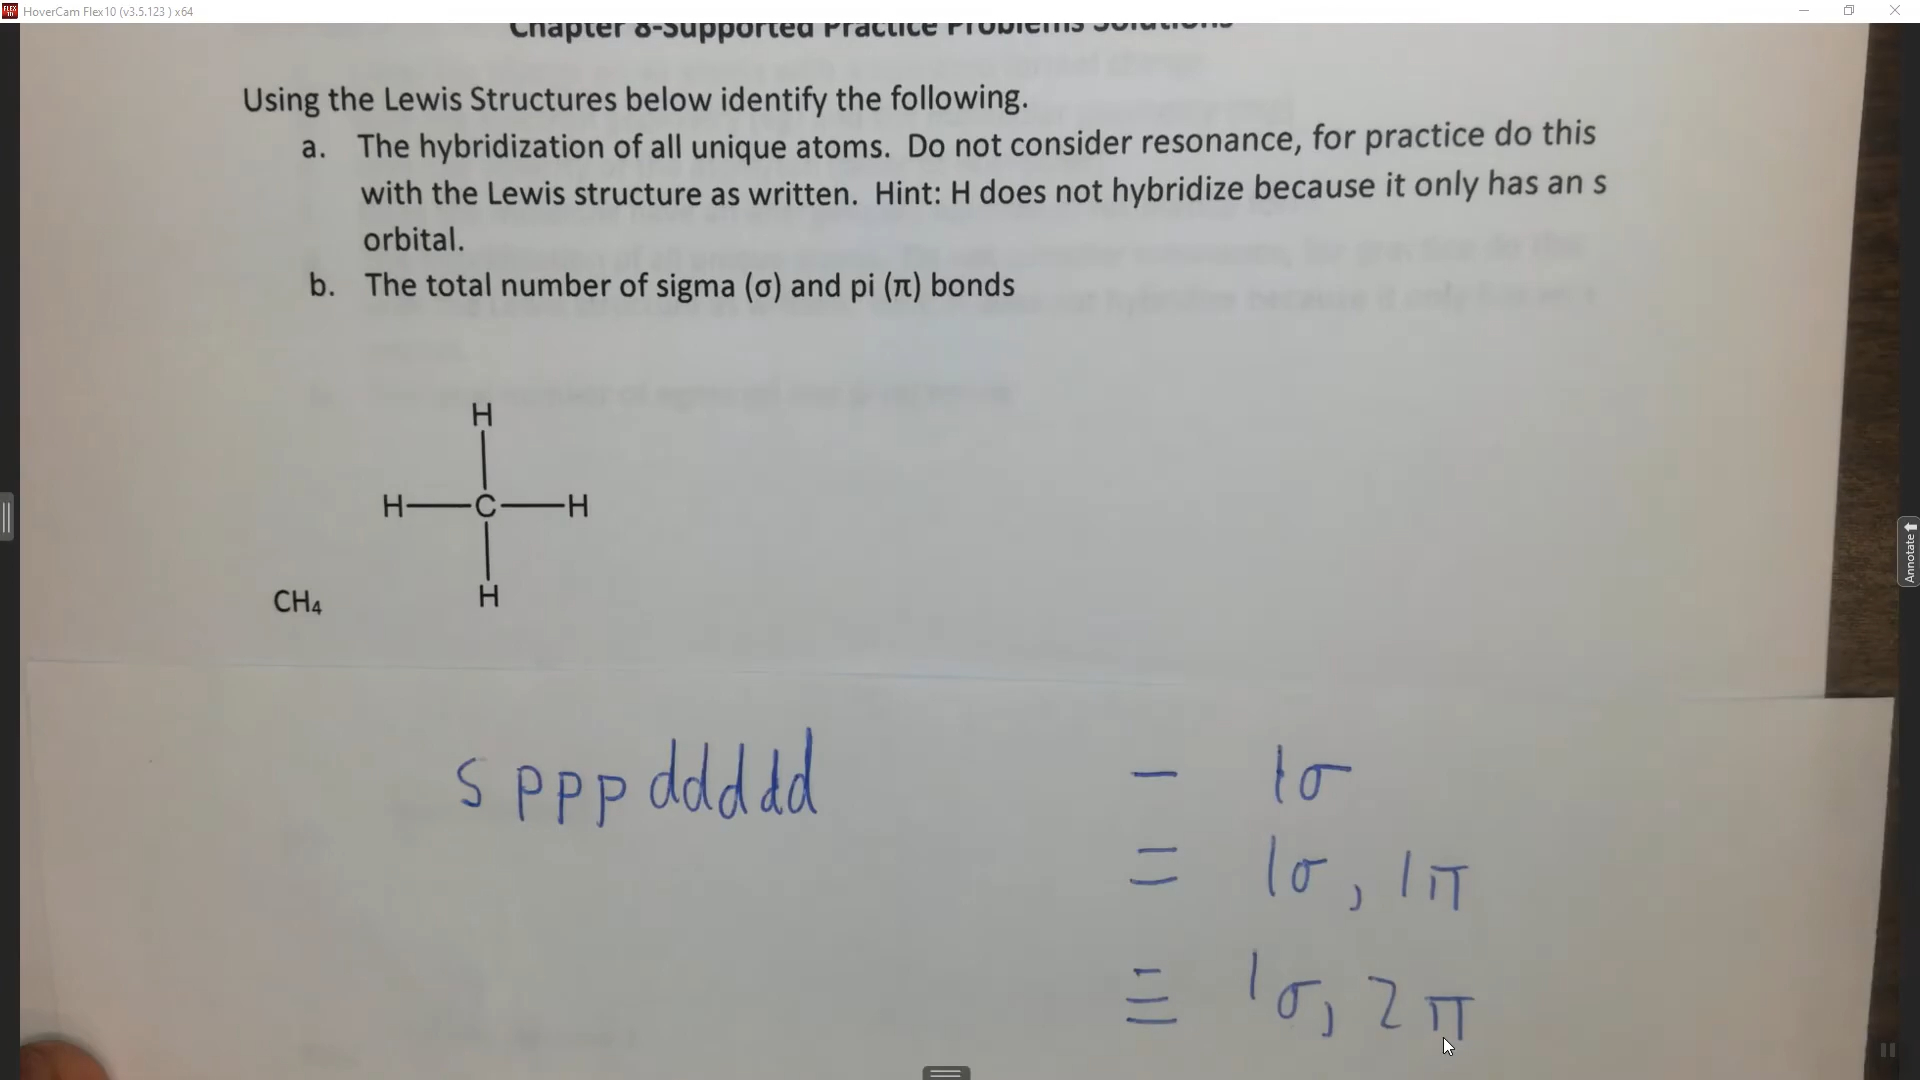 HoverCam Flex10 (v3.5.123 ) x64
Chapter 8-Supported Practice Problems Solutions
Using the Lewis Structures below identify the following.
a. The hybridization of all unique atoms. Do not consider resonance, for practice do this
with the Lewis structure as written. Hint: H does not hybridize because it only has an s
orbital.
b. The total number of sigma (σ) and pi (π) bonds
H
H C H
H
CH₄
s p p p d d d d d
— 1σ
= 1σ, 1π
≡ 1σ, 2π
Annotate